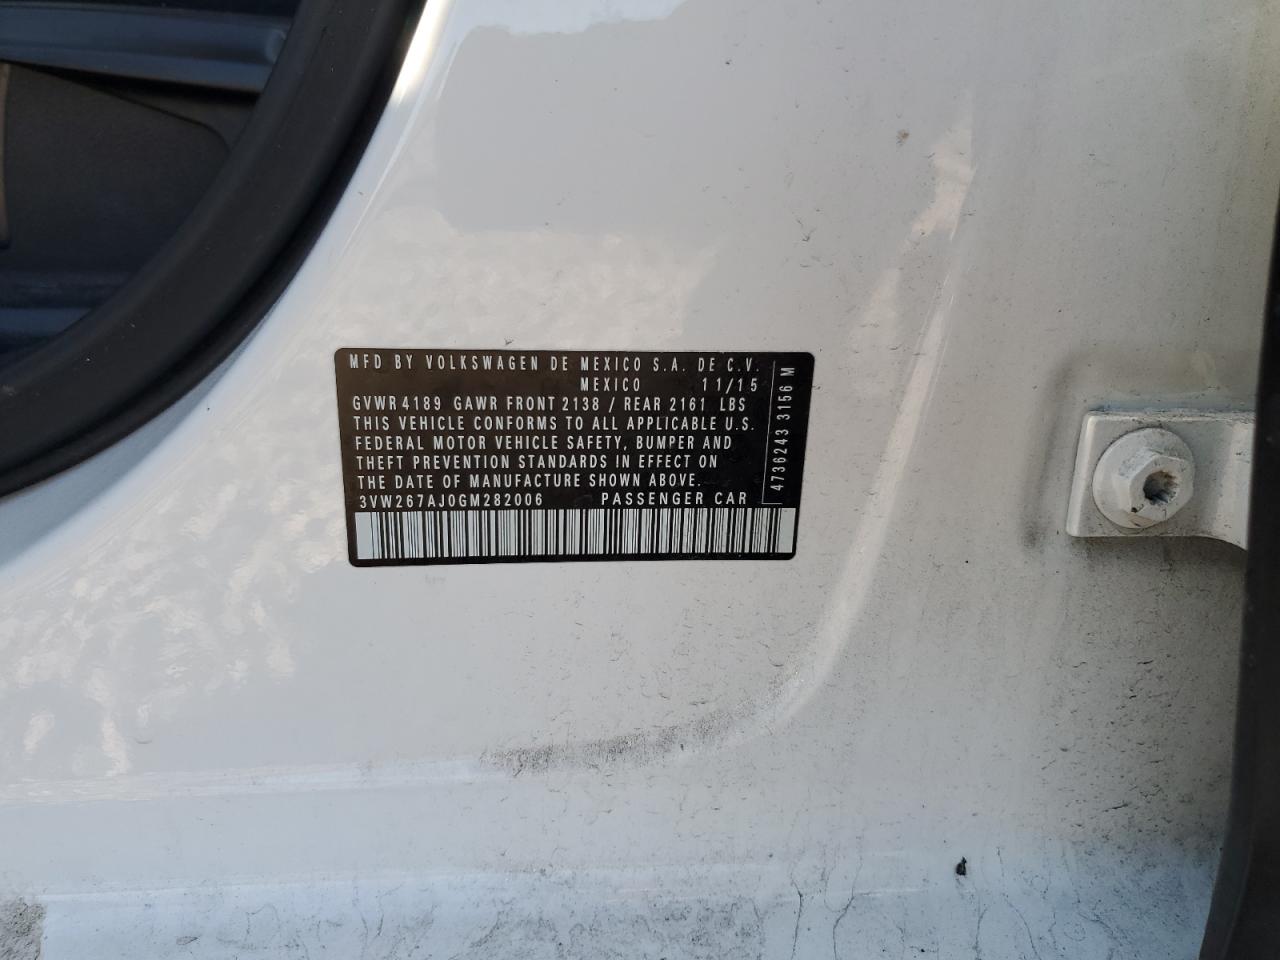 MFD BY VOLKSWAGEN DE MEXICO S.A. DE C.V.
MEXICO 11/15
GVWR 4189 GAWR FRONT 2138 / REAR 2161 LBS
THIS VEHICLE CONFORMS TO ALL APPLICABLE U.S.
FEDERAL MOTOR VEHICLE SAFETY, BUMPER AND
THEFT PREVENTION STANDARDS IN EFFECT ON
THE DATE OF MANUFACTURE SHOWN ABOVE.
3VW267AJ0GM282006 PASSENGER CAR
4736243 3156 M